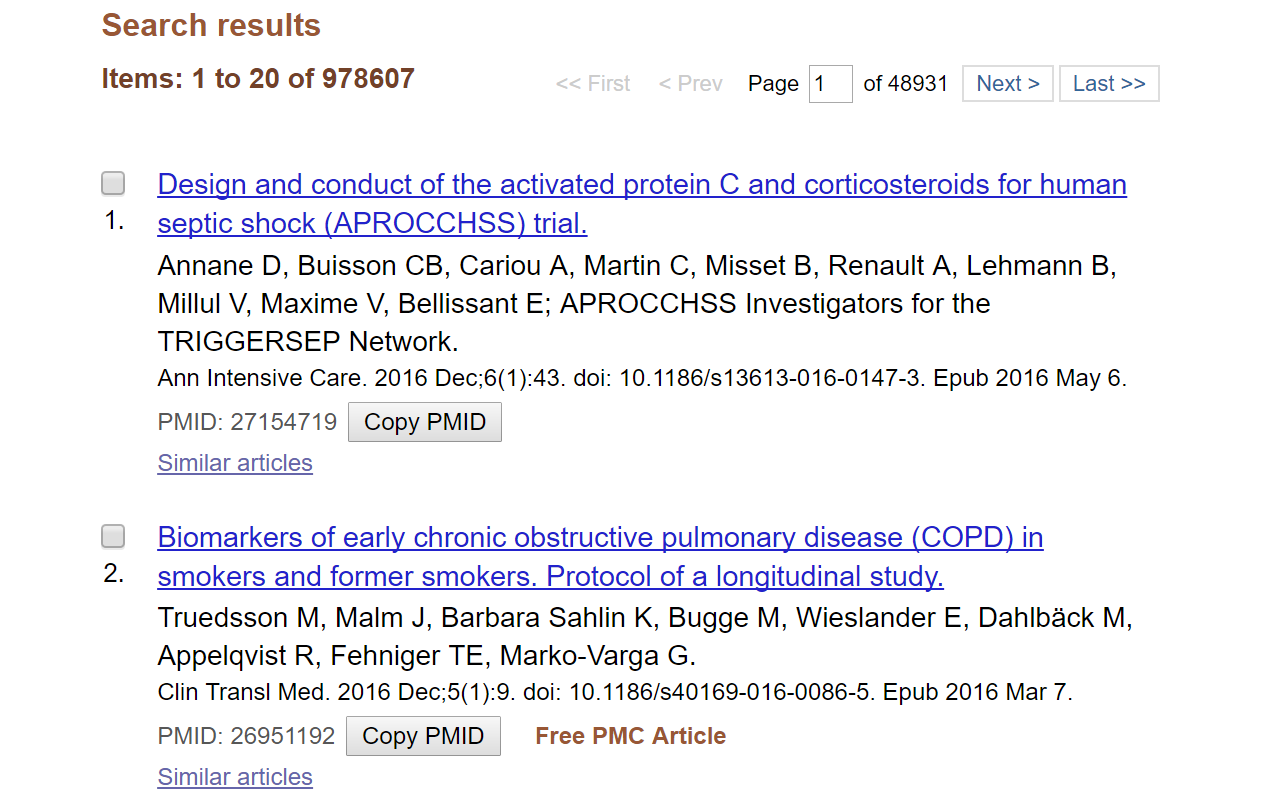 Search results
Items: 1 to 20 of 978607
<< First < Prev Page 1 of 48931 Next > Last >>
Design and conduct of the activated protein C and corticosteroids for human
1. septic shock (APROCCHSS) trial.
Annane D, Buisson CB, Cariou A, Martin C, Misset B, Renault A, Lehmann B,
Millul V, Maxime V, Bellissant E; APROCCHSS Investigators for the
TRIGGERSEP Network.
Ann Intensive Care. 2016 Dec;6(1):43. doi: 10.1186/s13613-016-0147-3. Epub 2016 May 6.
PMID: 27154719 Copy PMID
Similar articles
Biomarkers of early chronic obstructive pulmonary disease (COPD) in
2. smokers and former smokers. Protocol of a longitudinal study.
Truedsson M, Malm J, Barbara Sahlin K, Bugge M, Wieslander E, Dahlbäck M,
Appelqvist R, Fehniger TE, Marko-Varga G.
Clin Transl Med. 2016 Dec;5(1):9. doi: 10.1186/s40169-016-0086-5. Epub 2016 Mar 7.
PMID: 26951192 Copy PMID Free PMC Article
Similar articles